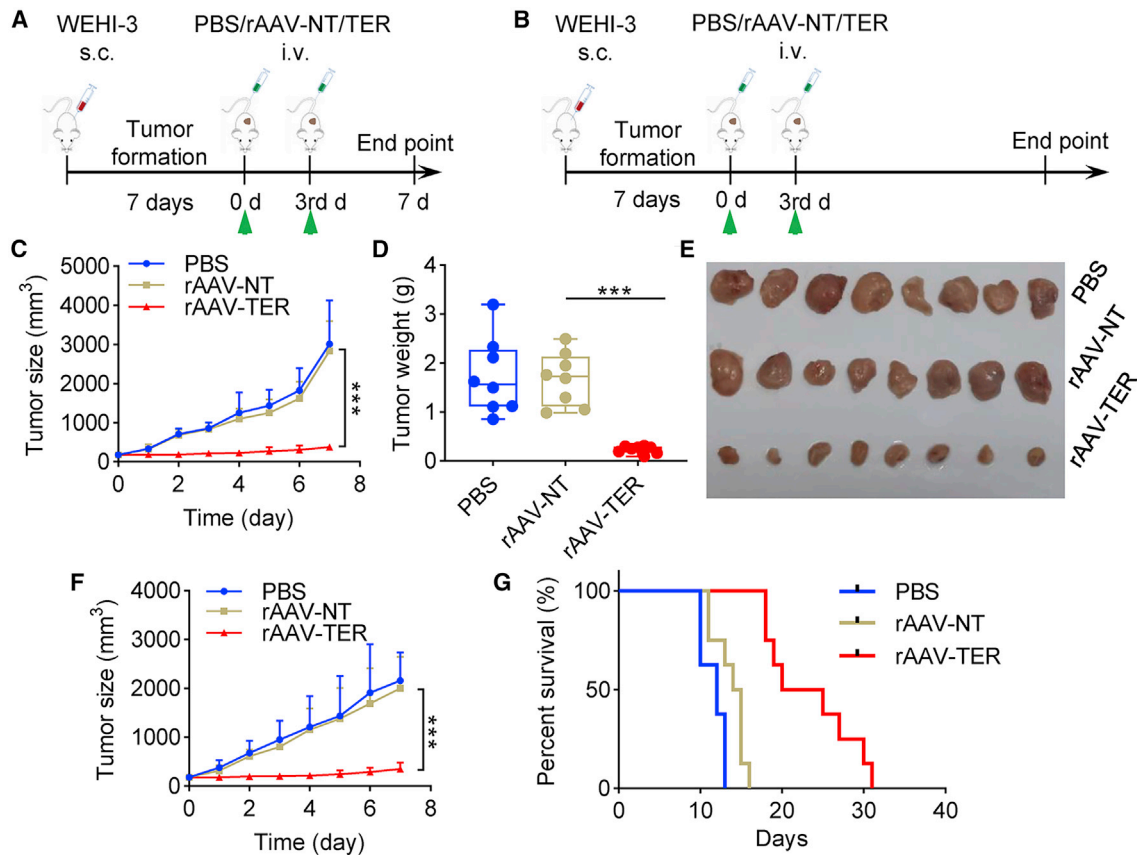 A
WEHI-3
s.c.
PBS/rAAV-NT/TER
i.v.
Tumor
formation
End point
7 days
0 d
3rd d
7 d
B
WEHI-3
s.c.
PBS/rAAV-NT/TER
i.v.
Tumor
formation
End point
7 days
0 d
3rd d
C
PBS
rAAV-NT
rAAV-TER
Tumor size (mm³)
5000
4000
3000
2000
1000
0
***
0 2 4 6 8
Time (day)
D
Tumor weight (g)
4
3
2
1
0
***
PBS
rAAV-NT
rAAV-TER
E
PBS
rAAV-NT
rAAV-TER
F
PBS
rAAV-NT
rAAV-TER
Tumor size (mm³)
4000
3000
2000
1000
0
***
0 2 4 6 8
Time (day)
G
PBS
rAAV-NT
rAAV-TER
Percent survival (%)
100
50
0
0 10 20 30 40
Days